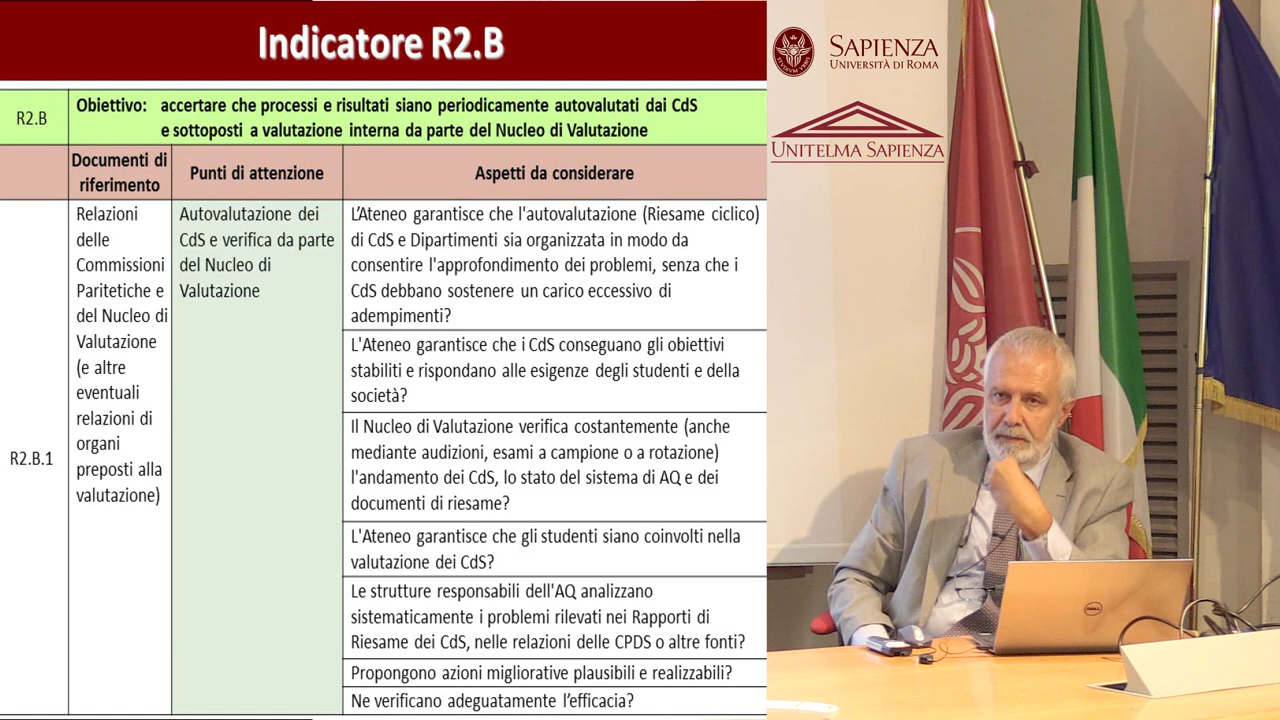 Indicatore R2.B
R2.B
Obiettivo: accertare che processi e risultati siano periodicamente autovalutati dai CdS
e sottoposti a valutazione interna da parte del Nucleo di Valutazione
Documenti di
riferimento
Punti di attenzione
Aspetti da considerare
R2.B.1
Relazioni
delle
Commissioni
Paritetiche e
del Nucleo di
Valutazione
(e altre
eventuali
relazioni di
organi
preposti alla
valutazione)
Autovalutazione dei
CdS e verifica da parte
del Nucleo di
Valutazione
L’Ateneo garantisce che l'autovalutazione (Riesame ciclico)
di CdS e Dipartimenti sia organizzata in modo da
consentire l'approfondimento dei problemi, senza che i
CdS debbano sostenere un carico eccessivo di
adempimenti?
L'Ateneo garantisce che i CdS conseguano gli obiettivi
stabiliti e rispondano alle esigenze degli studenti e della
società?
Il Nucleo di Valutazione verifica costantemente (anche
mediante audizioni, esami a campione o a rotazione)
l'andamento dei CdS, lo stato del sistema di AQ e dei
documenti di riesame?
L'Ateneo garantisce che gli studenti siano coinvolti nella
valutazione dei CdS?
Le strutture responsabili dell'AQ analizzano
sistematicamente i problemi rilevati nei Rapporti di
Riesame dei CdS, nelle relazioni delle CPDS o altre fonti?
Propongono azioni migliorative plausibili e realizzabili?
Ne verificano adeguatamente l’efficacia?
SAPIENZA
UNIVERSITÀ DI ROMA
UNITELMA SAPIENZA
DELL